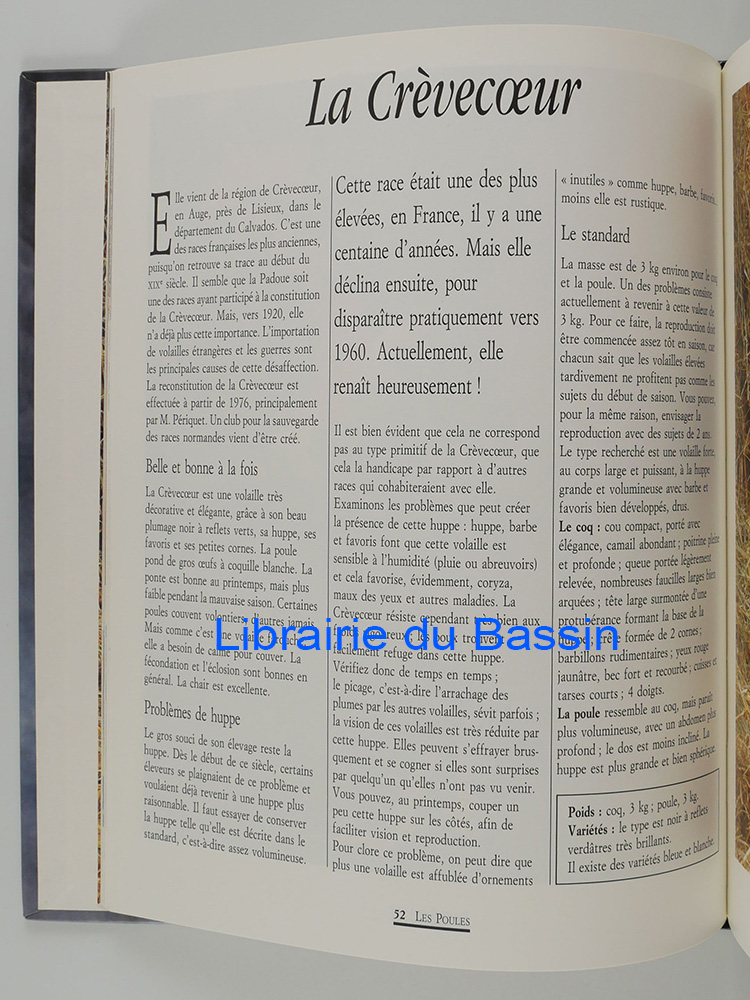 La Crèvecœur
Elle vient de la région de Crèvecœur,
en Auge, près de Lisieux, dans le
département du Calvados. C'est une
des races françaises les plus anciennes,
puisqu'on retrouve sa trace au début du
XIXe siècle. Il semble que la Padoue soit
une des races ayant participé à la constitution
de la Crèvecœur. Mais, vers 1920, elle
n'a déjà plus cette importance. L'importation
de volailles étrangères et les guerres sont
les principales causes de cette désaffection.
La reconstitution de la Crèvecœur est
effectuée à partir de 1976, principalement
par M. Périquet. Un club pour la sauvegarde
des races normandes vient d'être créé.
Belle et bonne à la fois
La Crèvecœur est une volaille très
décorative et élégante, grâce à son beau
plumage noir à reflets verts, sa huppe, ses
favoris et ses petites cornes. La poule
pond de gros œufs à coquille blanche. La
ponte est bonne au printemps, mais plus
faible pendant la mauvaise saison. Certaines
poules couvent volontiers, d'autres jamais.
Mais comme c'est une volaille
elle a besoin de calme pour couver. La
fécondation et l'éclosion sont bonnes en
général. La chair est excellente.
Problèmes de huppe
Le gros souci de son élevage reste la
huppe. Dès le début de ce siècle, certains
éleveurs se plaignaient de ce problème et
voulaient déjà revenir à une huppe plus
raisonnable. Il faut essayer de conserver
la huppe telle qu'elle est décrite dans le
standard, c'est-à-dire assez volumineuse.
Cette race était une des plus
élevées, en France, il y a une
centaine d'années. Mais elle
déclina ensuite, pour
disparaître pratiquement vers
1960. Actuellement, elle
renaît heureusement !
Il est bien évident que cela ne correspond
pas au type primitif de la Crèvecœur, que
cela la handicape par rapport à d'autres
races qui cohabiteraient avec elle.
Examinons les problèmes que peut créer
la présence de cette huppe : huppe, barbe
et favoris font que cette volaille est
sensible à l'humidité (pluie ou abreuvoirs)
et cela favorise, évidemment, coryza,
maux des yeux et autres maladies. La
Crèvecœur résiste cependant très bien aux
les poux trouvent
facilement refuge dans cette huppe.
Vérifiez donc de temps en temps ;
le picage, c'est-à-dire l'arrachage des
plumes par les autres volailles, sévit parfois ;
la vision de ces volailles est très réduite par
cette huppe. Elles peuvent s'effrayer brus-
quement et se cogner si elles sont surprises
par quelqu'un qu'elles n'ont pas vu venir.
Vous pouvez, au printemps, couper un
peu cette huppe sur les côtés, afin de
faciliter vision et reproduction.
Pour clore ce problème, on peut dire que
plus une volaille est affublée d'ornements
« inutiles » comme huppe, barbe, favoris...
moins elle est rustique.
Le standard
La masse est de 3 kg environ pour le coq
et la poule. Un des problèmes consiste
actuellement à revenir à cette valeur de
3 kg. Pour ce faire, la reproduction doit
être commencée assez tôt en saison, car
chacun sait que les volailles élevées
tardivement ne profitent pas comme les
sujets du début de saison. Vous pouvez,
pour la même raison, envisager la
reproduction avec des sujets de 2 ans.
Le type recherché est une volaille forte,
au corps large et puissant, à la huppe
grande et volumineuse avec barbe et
favoris bien développés, drus.
Le coq : cou compact, porté avec
élégance, camail abondant ; poitrine pleine
et profonde ; queue portée légèrement
relevée, nombreuses faucilles larges bien
arquées ; tête large surmontée d'une
protubérance formant la base de la
huppe ; crête formée de 2 cornes ;
barbillons rudimentaires ; yeux rouge
jaunâtre, bec fort et recourbé ; cuisses et
tarses courts ; 4 doigts.
La poule ressemble au coq, mais paraît
plus volumineuse, avec un abdomen plus
profond ; le dos est moins incliné. La
huppe est plus grande et bien sphérique.
Poids : coq, 3 kg ; poule, 3 kg.
Variétés : le type est noir à reflets
verdâtres très brillants.
Il existe des variétés bleue et blanche.
52 LES POULES
Librairie du Bassin